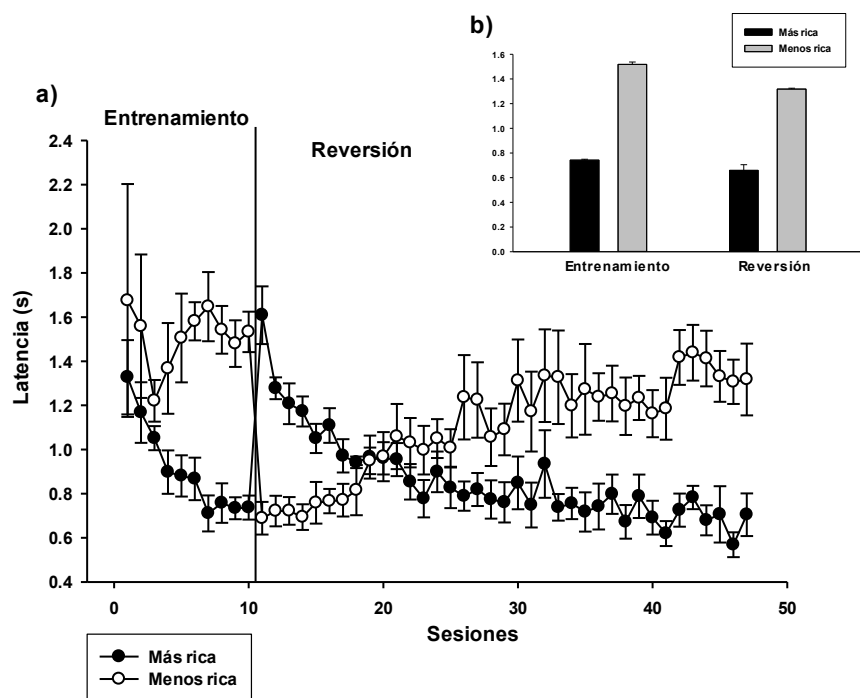 b)
Más rica
Menos rica
1.6
1.4
1.2
1.0
0.8
0.6
0.4
0.2
0.0
Entrenamiento Reversión
a)
Entrenamiento
Reversión
2.4
2.2
2.0
1.8
1.6
1.4
1.2
1.0
0.8
0.6
0.4
Latencia (s)
0 10 20 30 40 50
Sesiones
Más rica
Menos rica